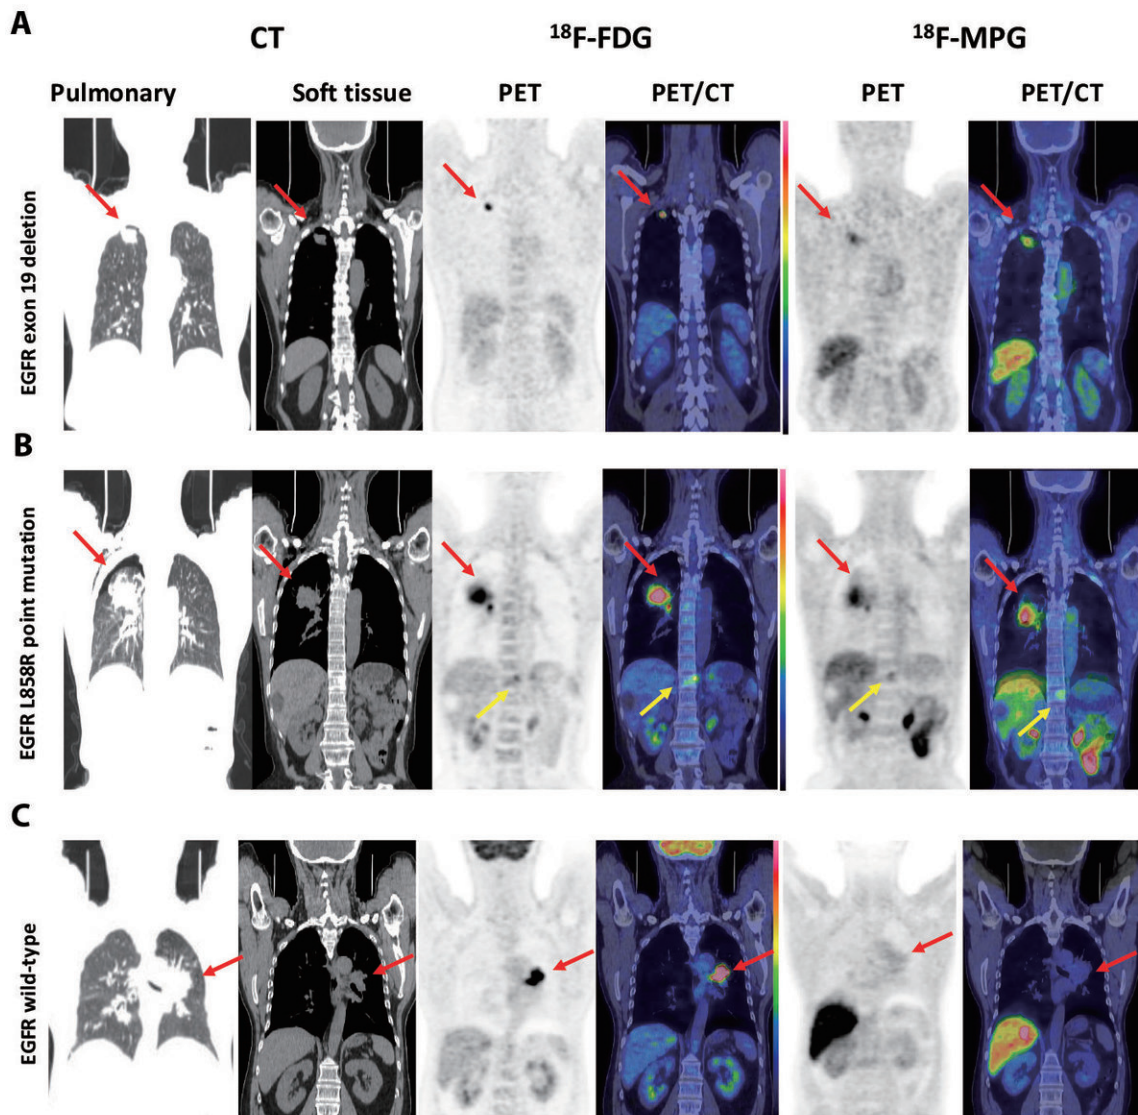 A
CT
¹⁸F-FDG
¹⁸F-MPG
Pulmonary
Soft tissue
PET
PET/CT
PET
PET/CT
EGFR exon 19 deletion
B
EGFR L858R point mutation
C
EGFR wild-type